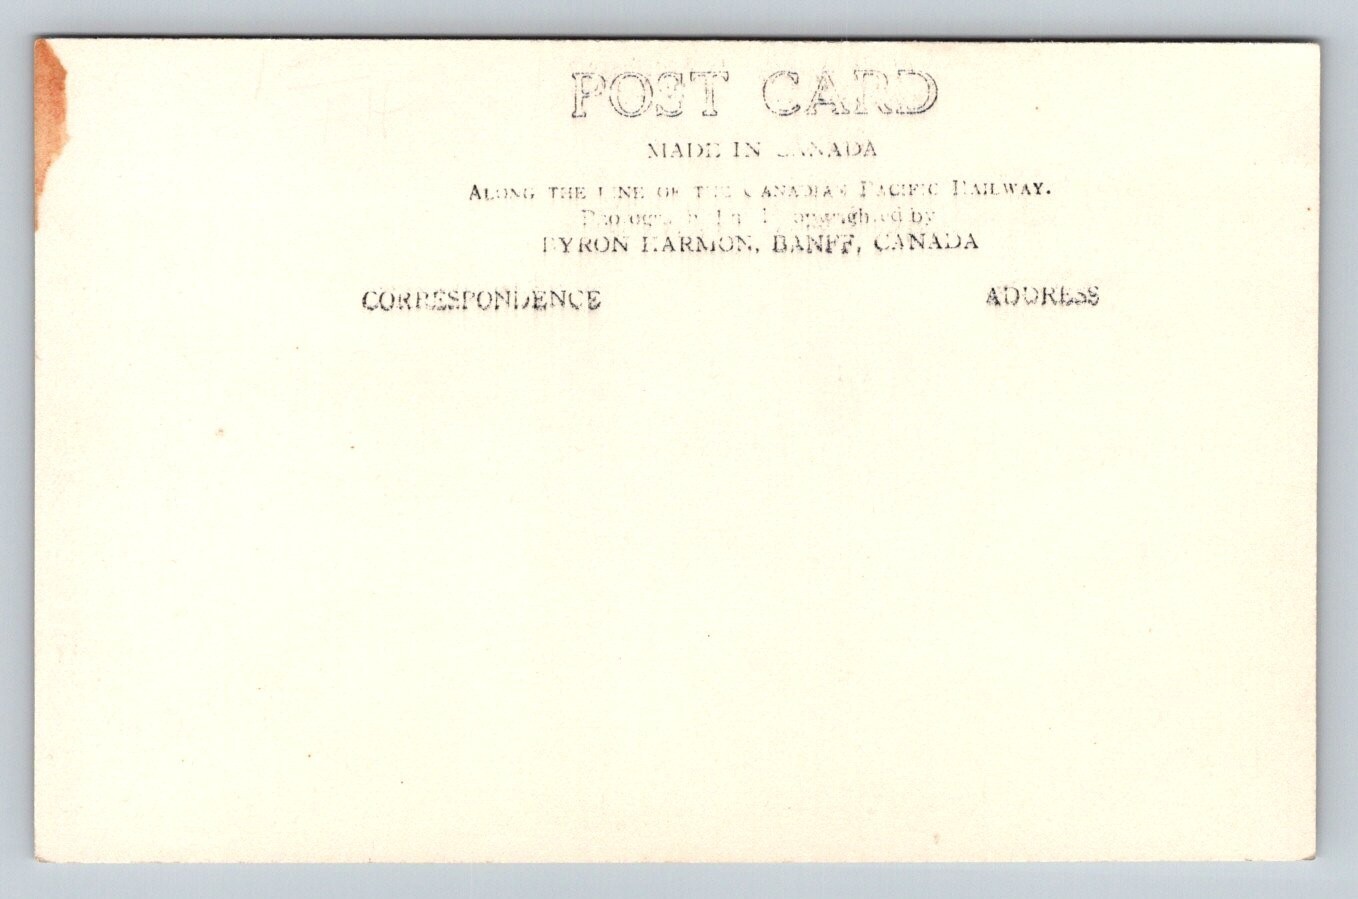 POST CARD
MADE IN CANADA
ALONG THE LINE OF THE CANADIAN PACIFIC RAILWAY.
Photographed and Copyrighted by
BYRON HARMON, BANFF, CANADA
CORRESPONDENCE
ADDRESS